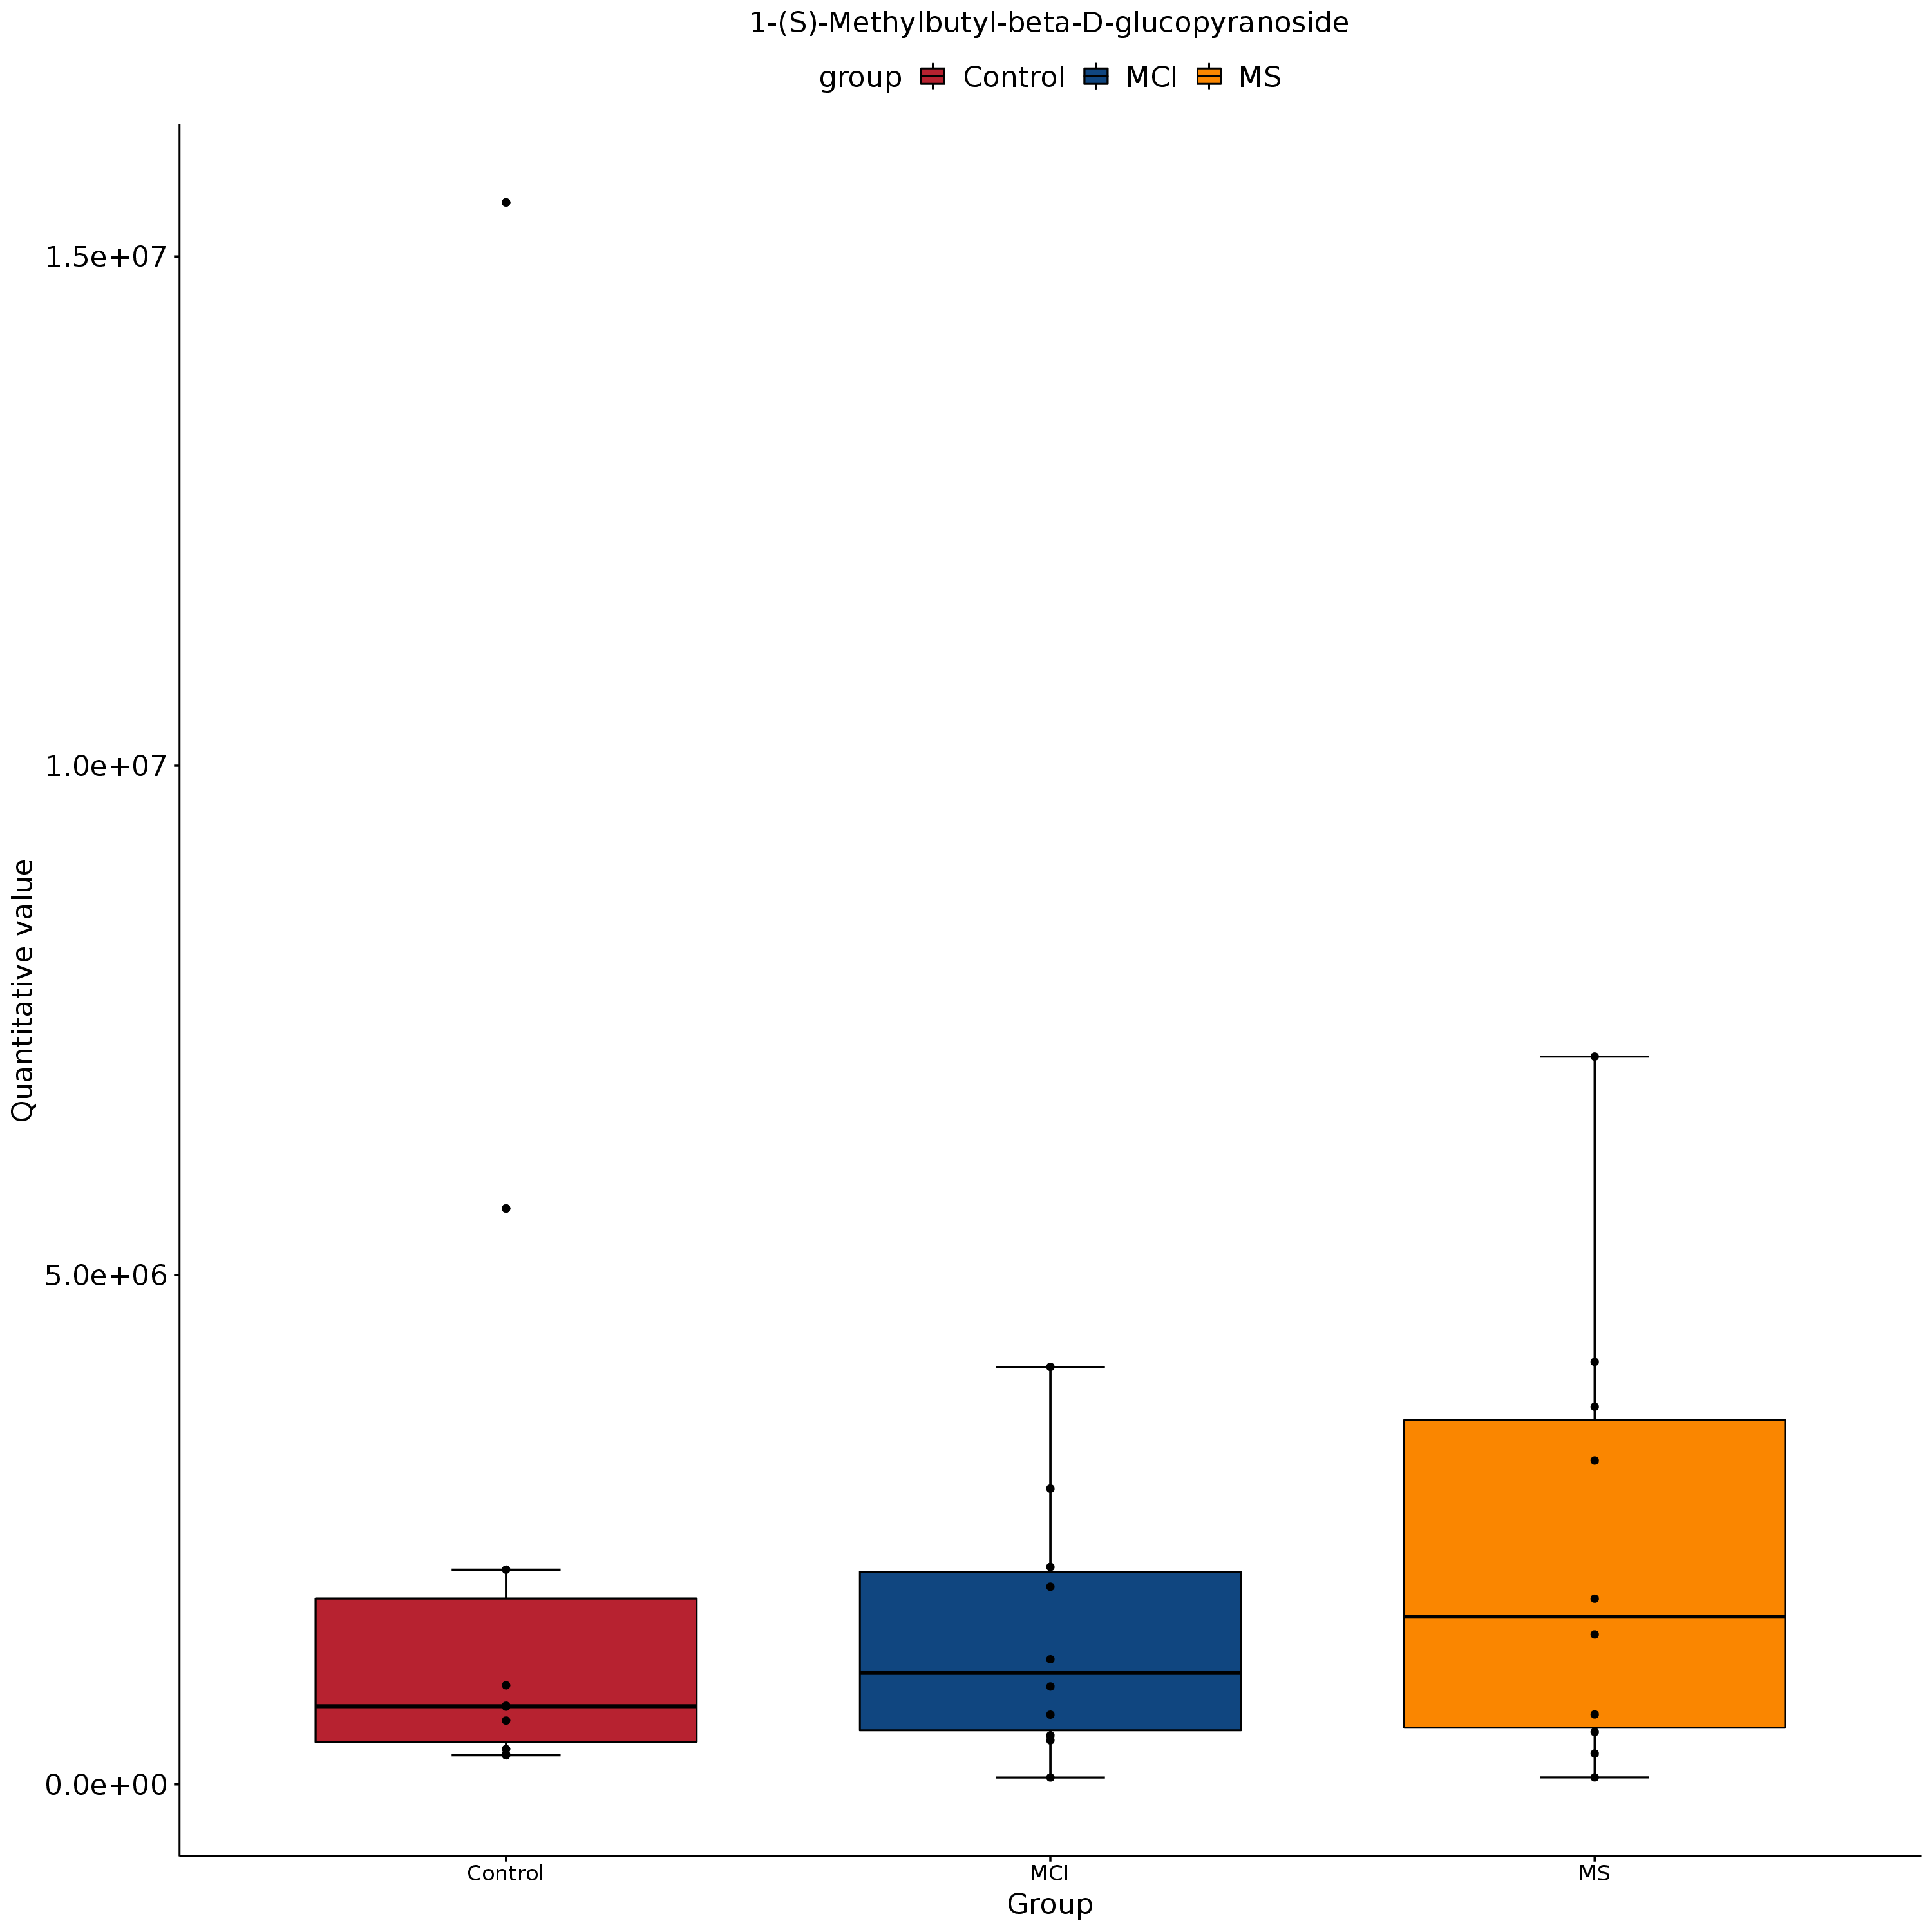 1-(S)-Methylbutyl-beta-D-glucopyranoside
group Control MCI MS
1.5e+07
1.0e+07
5.0e+06
0.0e+00
Quantitative value
Control MCI MS
Group